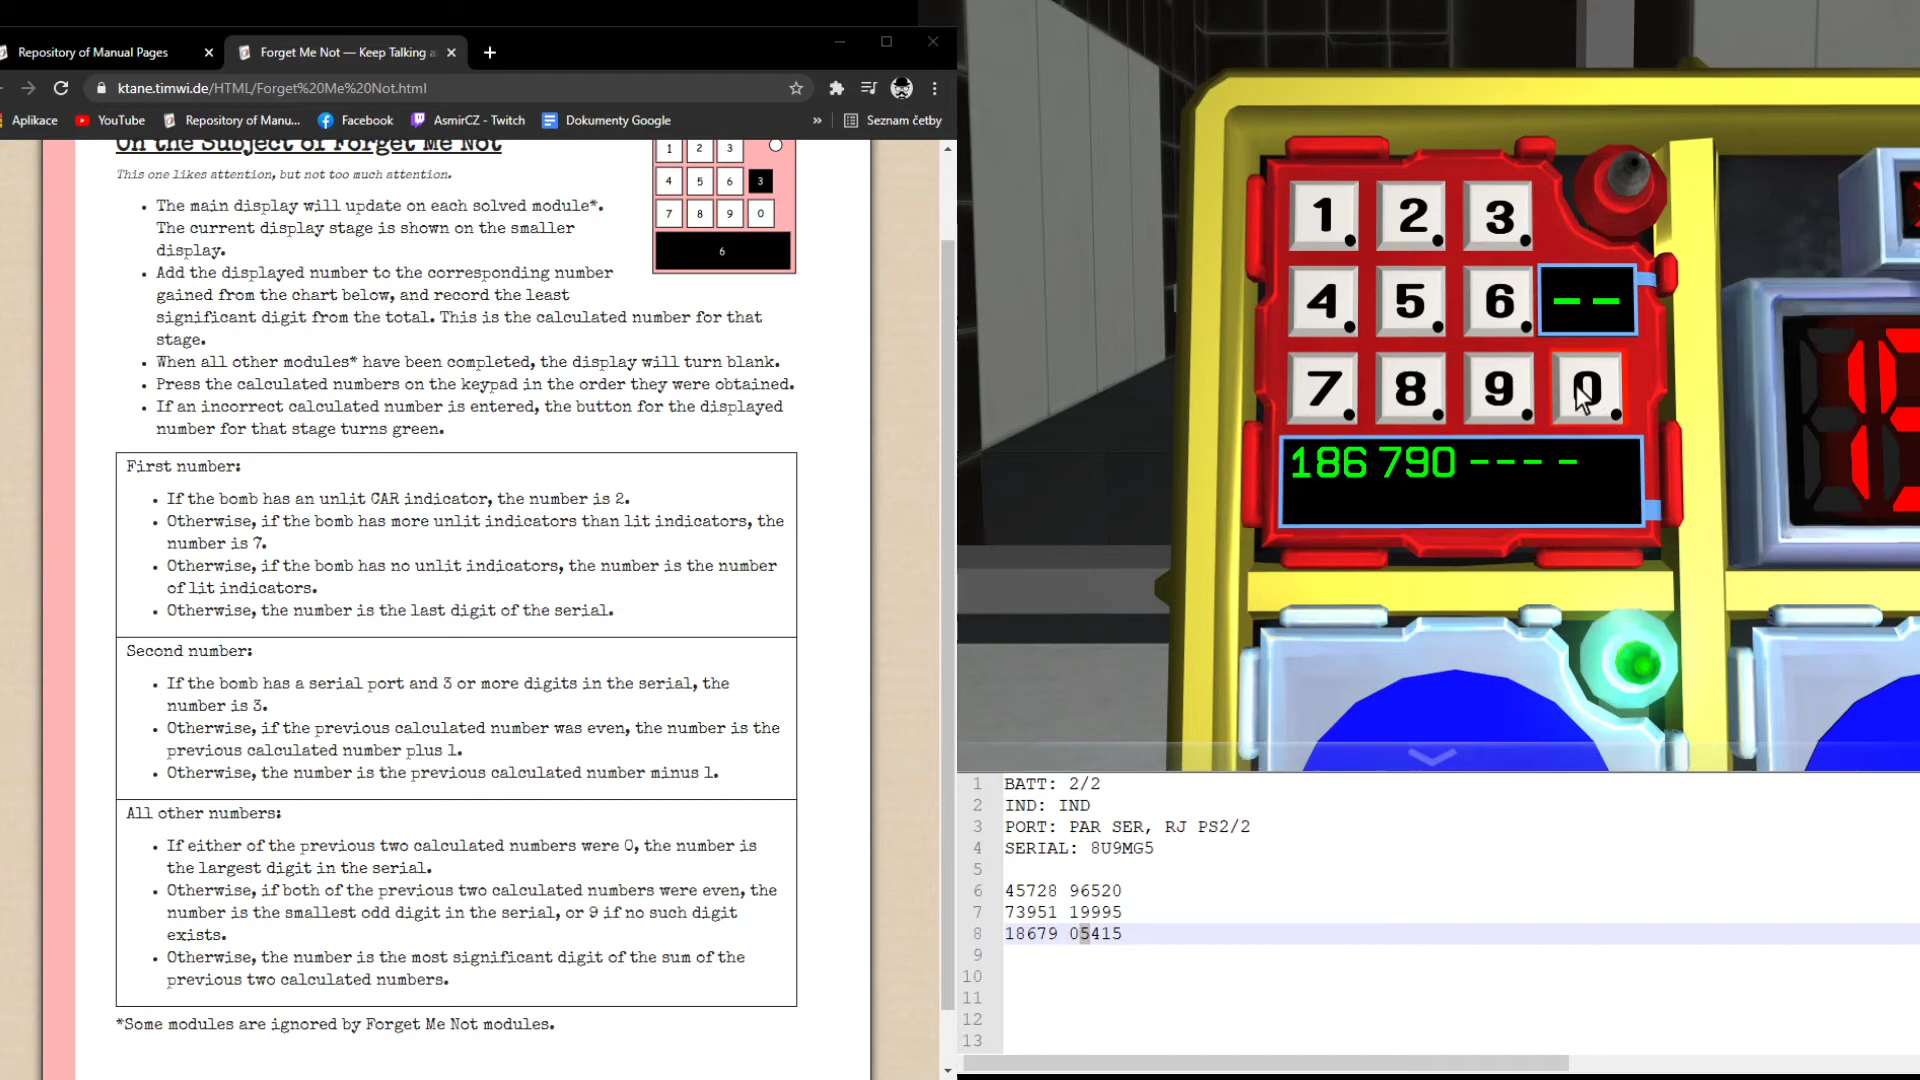 Repository of Manual Pages
Forget Me Not — Keep Talking a
ktane.timwi.de/HTML/Forget%20Me%20Not.html
Aplikace
YouTube
Repository of Manu...
Facebook
AsmirCZ - Twitch
Dokumenty Google
»
Seznam četby
On the Subject of Forget Me Not
This one likes attention, but not too much attention.
• The main display will update on each solved module*.
The current display stage is shown on the smaller
display.
• Add the displayed number to the corresponding number
gained from the chart below, and record the least
significant digit from the total. This is the calculated number for that
stage.
• When all other modules* have been completed, the display will turn blank.
• Press the calculated numbers on the keypad in the order they were obtained.
• If an incorrect calculated number is entered, the button for the displayed
number for that stage turns green.
1 2 3
4 5 6 3
7 8 9 0
6
First number:
• If the bomb has an unlit CAR indicator, the number is 2.
• Otherwise, if the bomb has more unlit indicators than lit indicators, the
number is 7.
• Otherwise, if the bomb has no unlit indicators, the number is the number
of lit indicators.
• Otherwise, the number is the last digit of the serial.
Second number:
• If the bomb has a serial port and 3 or more digits in the serial, the
number is 3.
• Otherwise, if the previous calculated number was even, the number is the
previous calculated number plus 1.
• Otherwise, the number is the previous calculated number minus 1.
All other numbers:
• If either of the previous two calculated numbers were 0, the number is
the largest digit in the serial.
• Otherwise, if both of the previous two calculated numbers were even, the
number is the smallest odd digit in the serial, or 9 if no such digit
exists.
• Otherwise, the number is the most significant digit of the sum of the
previous two calculated numbers.
*Some modules are ignored by Forget Me Not modules.
1 2 3
4 5 6 --
7 8 9 0
186 790 ----
1 BATT: 2/2
2 IND: IND
3 PORT: PAR SER, RJ PS2/2
4 SERIAL: 8U9MG5
5
6 45728 96520
7 73951 19995
8 18679 05415
9
10
11
12
13